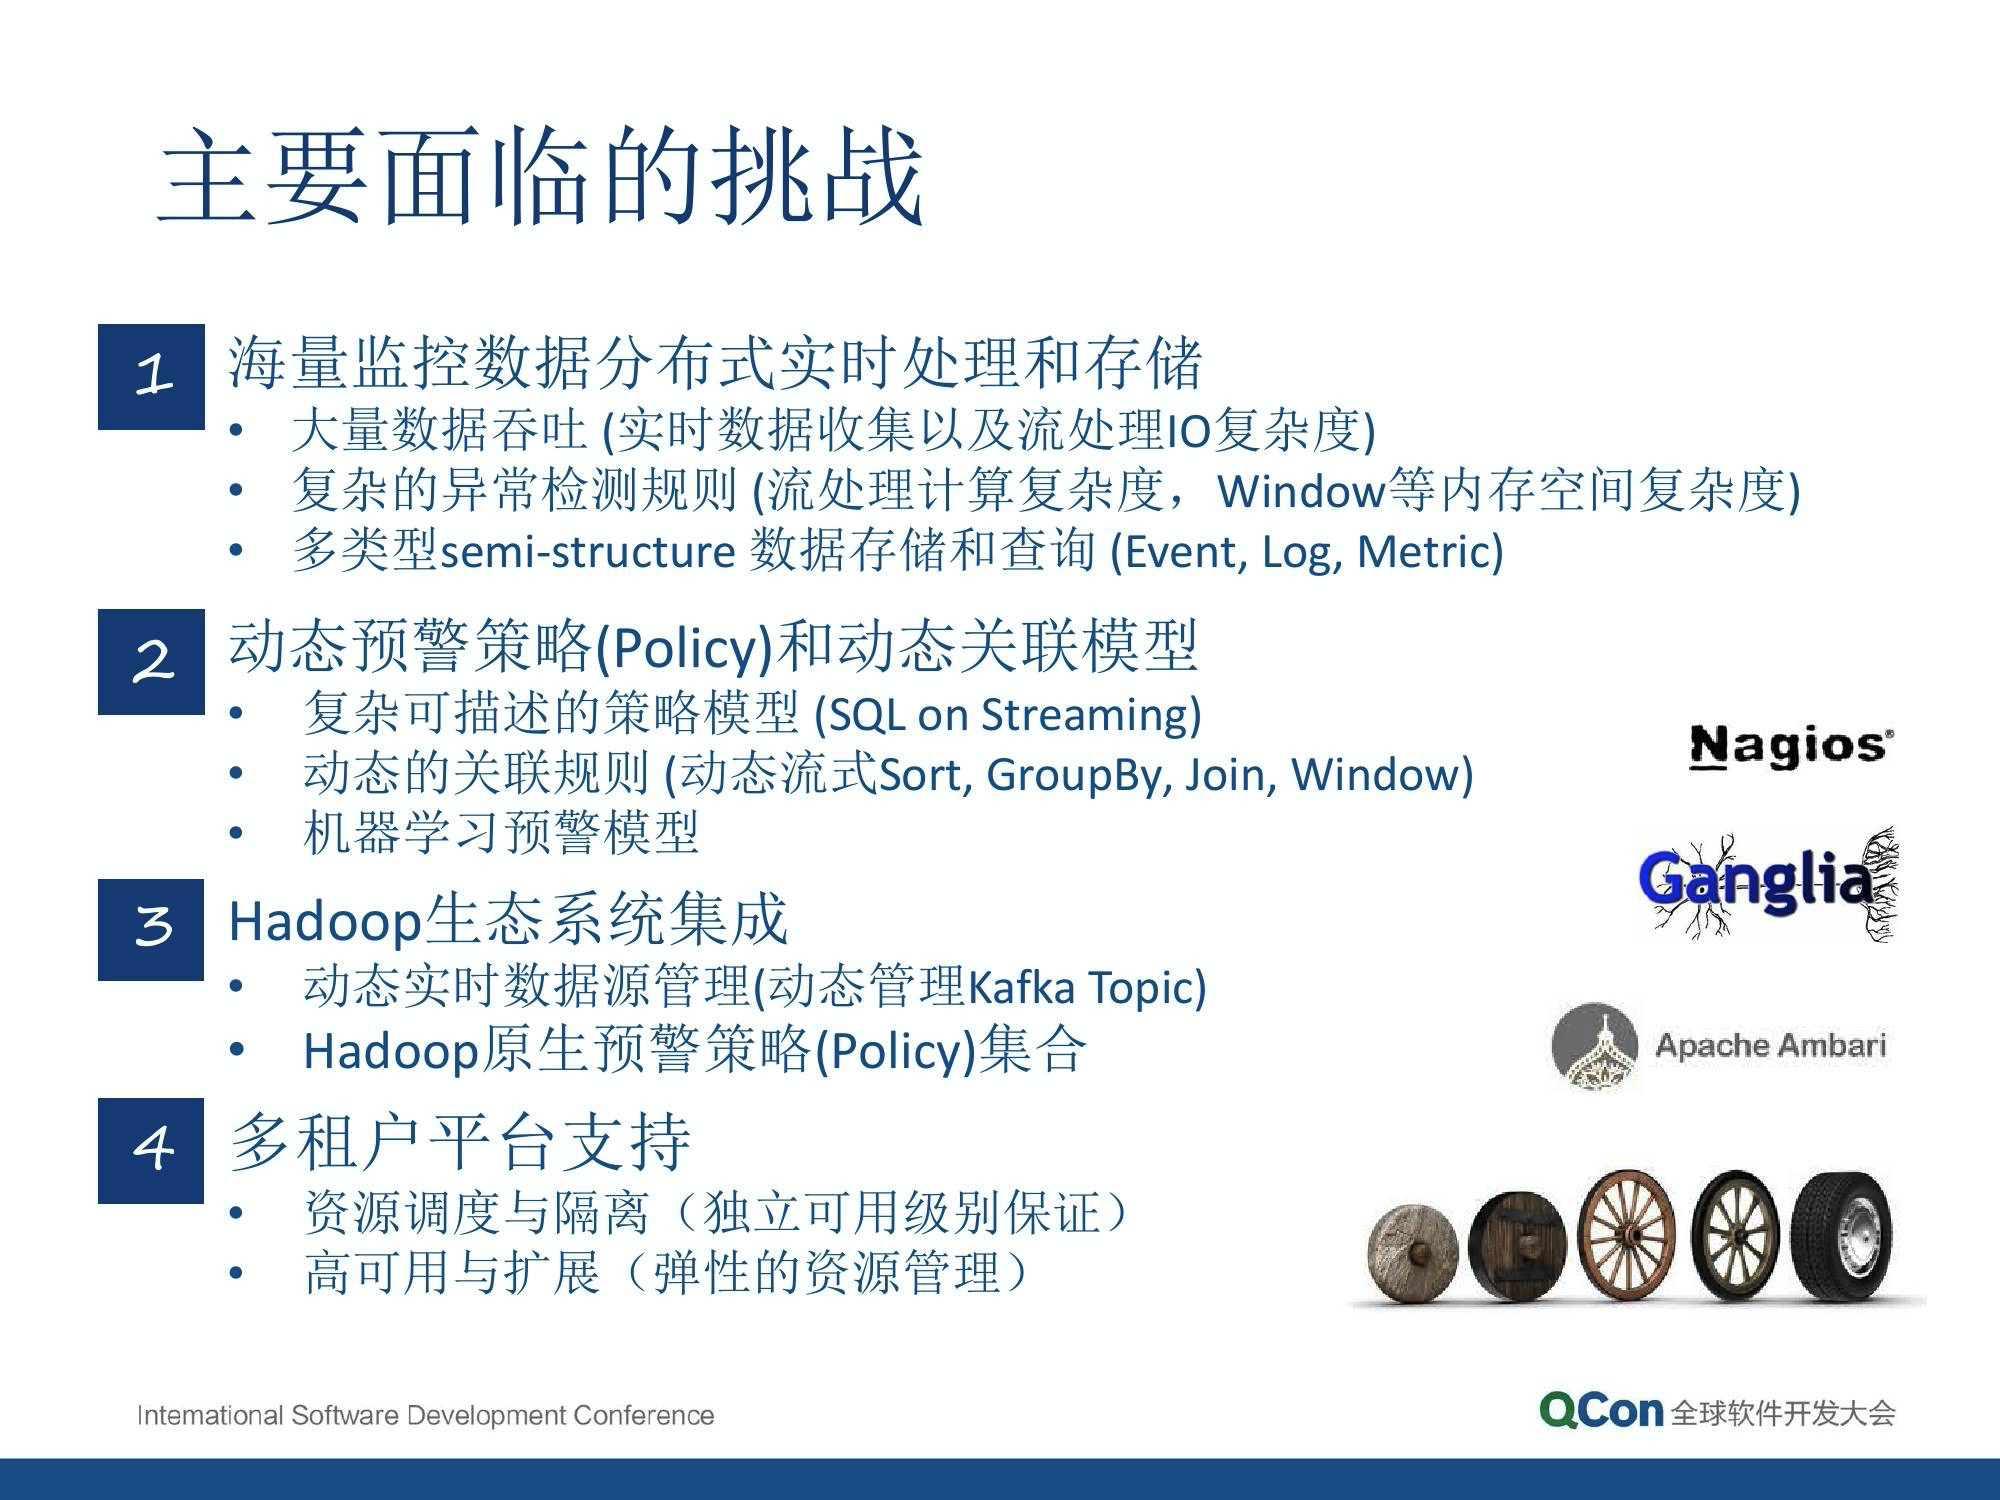 主要面临的挑战
1 海量监控数据分布式实时处理和存储
• 大量数据吞吐 (实时数据收集以及流处理IO复杂度)
• 复杂的异常检测规则 (流处理计算复杂度，Window等内存空间复杂度)
• 多类型semi-structure 数据存储和查询 (Event, Log, Metric)
2 动态预警策略(Policy)和动态关联模型
• 复杂可描述的策略模型 (SQL on Streaming)
• 动态的关联规则 (动态流式Sort, GroupBy, Join, Window)
• 机器学习预警模型
Nagios®
Ganglia
3 Hadoop生态系统集成
• 动态实时数据源管理(动态管理Kafka Topic)
• Hadoop原生预警策略(Policy)集合
Apache Ambari
4 多租户平台支持
• 资源调度与隔离（独立可用级别保证）
• 高可用与扩展（弹性的资源管理）
International Software Development Conference
QCon全球软件开发大会